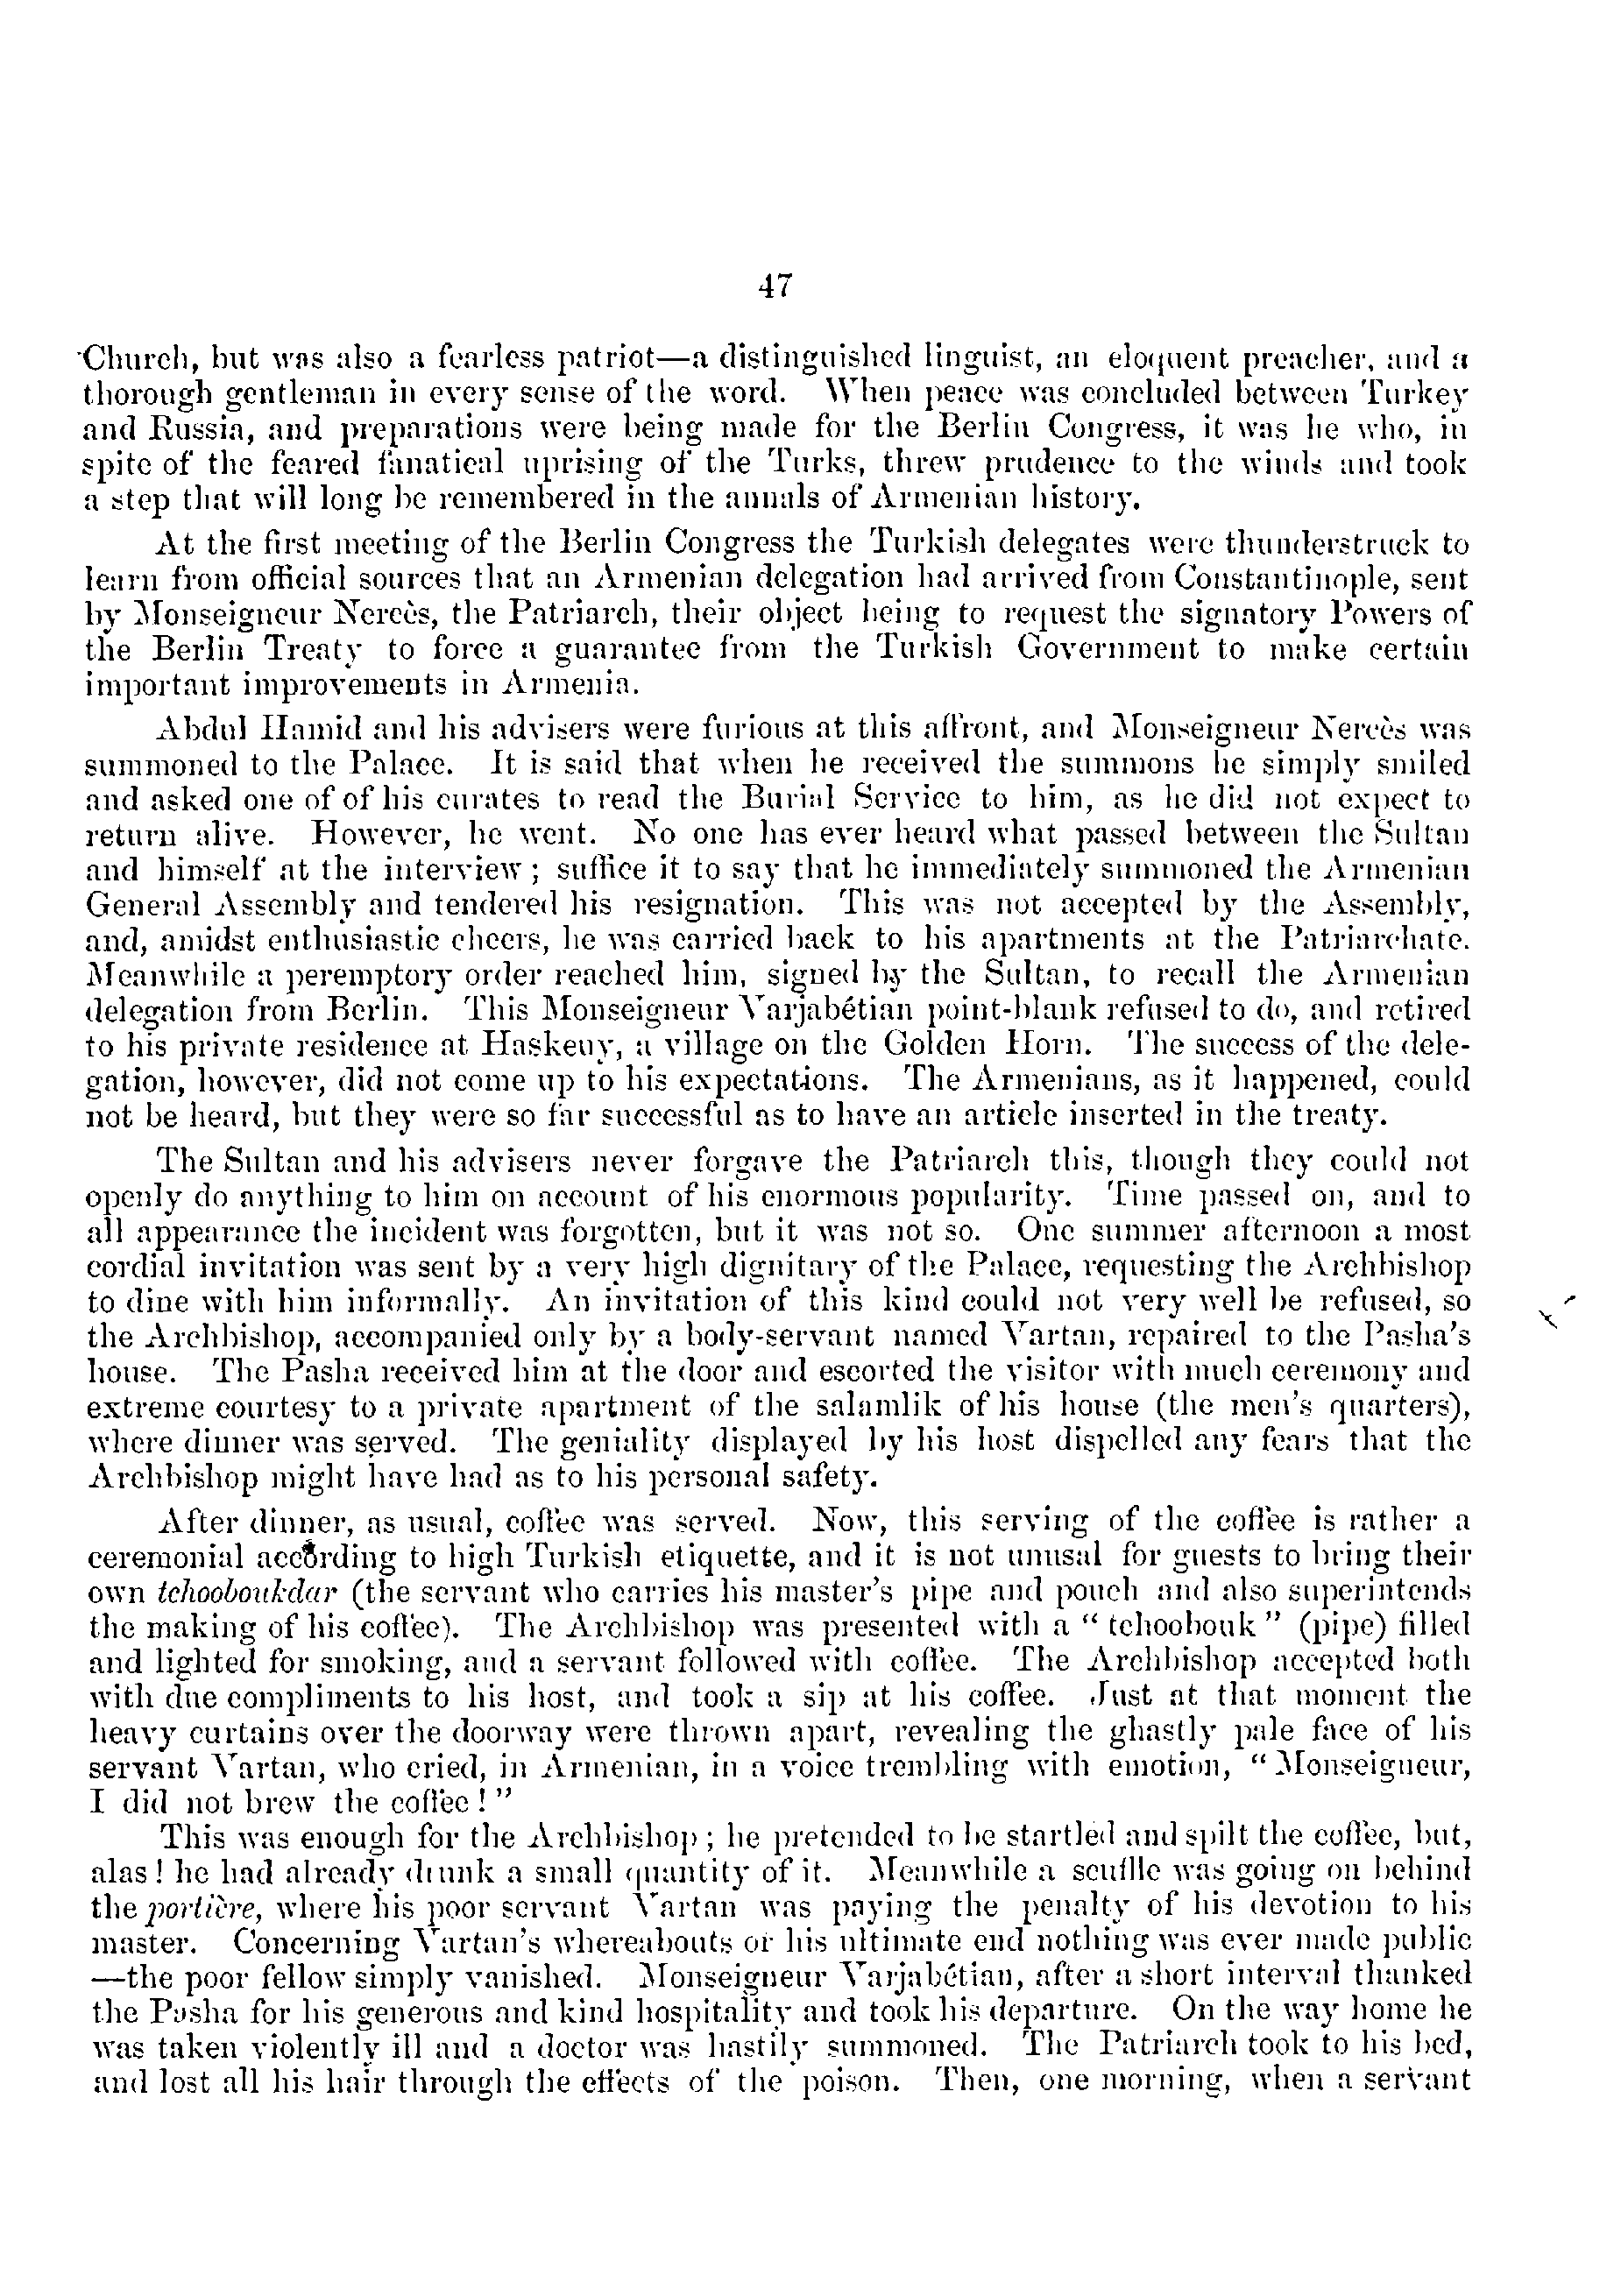 47
Church, but was also a fearless patriot—a distinguished linguist, an eloquent preacher, and a
thorough gentleman in every sense of the word. When peace was concluded between Turkey
and Russia, and preparations were being made for the Berlin Congress, it was he who, in
spite of the feared fanatical uprising of the Turks, threw prudence to the winds and took
a step that will long be remembered in the annals of Armenian history.
At the first meeting of the Berlin Congress the Turkish delegates were thunderstruck to
learn from official sources that an Armenian delegation had arrived from Constantinople, sent
by Monseigneur Nercès, the Patriarch, their object being to request the signatory Powers of
the Berlin Treaty to force a guarantee from the Turkish Government to make certain
important improvements in Armenia.
Abdul Hamid and his advisers were furious at this affront, and Monseigneur Nercès was
summoned to the Palace. It is said that when he received the summons he simply smiled
and asked one of of his curates to read the Burial Service to him, as he did not expect to
return alive. However, he went. No one has ever heard what passed between the Sultan
and himself at the interview; suffice it to say that he immediately summoned the Armenian
General Assembly and tendered his resignation. This was not accepted by the Assembly,
and, amidst enthusiastic cheers, he was carried back to his apartments at the Patriarchate.
Meanwhile a peremptory order reached him, signed by the Sultan, to recall the Armenian
delegation from Berlin. This Monseigneur Varjabétian point-blank refused to do, and retired
to his private residence at Haskeuy, a village on the Golden Horn. The success of the dele-
gation, however, did not come up to his expectations. The Armenians, as it happened, could
not be heard, but they were so far successful as to have an article inserted in the treaty.
The Sultan and his advisers never forgave the Patriarch this, though they could not
openly do anything to him on account of his enormous popularity. Time passed on, and to
all appearance the incident was forgotten, but it was not so. One summer afternoon a most
cordial invitation was sent by a very high dignitary of the Palace, requesting the Archbishop
to dine with him informally. An invitation of this kind could not very well be refused, so
the Archbishop, accompanied only by a body-servant named Vartan, repaired to the Pasha's
house. The Pasha received him at the door and escorted the visitor with much ceremony and
extreme courtesy to a private apartment of the salamlik of his house (the men's quarters),
where dinner was served. The geniality displayed by his host dispelled any fears that the
Archbishop might have had as to his personal safety.
After dinner, as usual, coffee was served. Now, this serving of the coffee is rather a
ceremonial according to high Turkish etiquette, and it is not unusal for guests to bring their
own tchooboukdar (the servant who carries his master's pipe and pouch and also superintends
the making of his coffee). The Archbishop was presented with a "tchoobouk" (pipe) filled
and lighted for smoking, and a servant followed with coffee. The Archbishop accepted both
with due compliments to his host, and took a sip at his coffee. Just at that moment the
heavy curtains over the doorway were thrown apart, revealing the ghastly pale face of his
servant Vartan, who cried, in Armenian, in a voice trembling with emotion, "Monseigneur,
I did not brew the coffee!"
This was enough for the Archbishop; he pretended to be startled and spilt the coffee, but,
alas! he had already drunk a small quantity of it. Meanwhile a scuffle was going on behind
the portière, where his poor servant Vartan was paying the penalty of his devotion to his
master. Concerning Vartan's whereabouts or his ultimate end nothing was ever made public
—the poor fellow simply vanished. Monseigneur Varjabétian, after a short interval thanked
the Pasha for his generous and kind hospitality and took his departure. On the way home he
was taken violently ill and a doctor was hastily summoned. The Patriarch took to his bed,
and lost all his hair through the effects of the poison. Then, one morning, when a servant